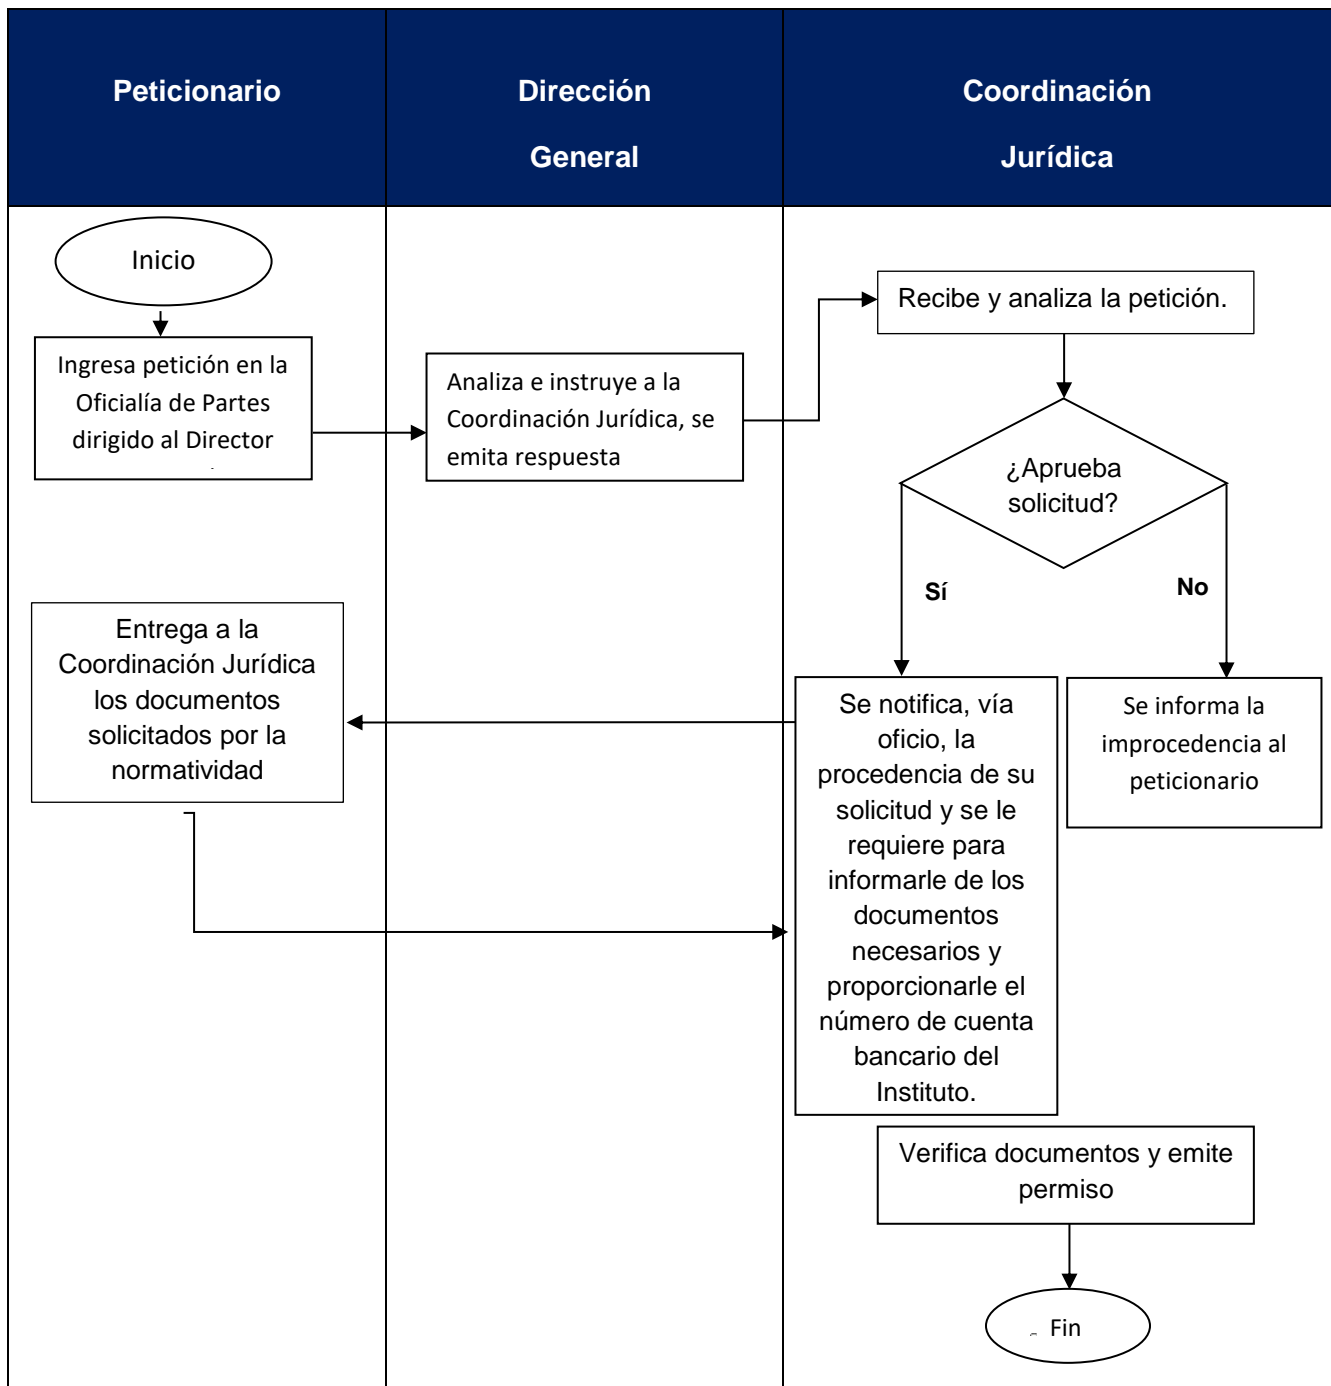 Peticionario
Dirección
General
Coordinación
Jurídica
Inicio
Ingresa petición en la
Oficialía de Partes
dirigido al Director
Analiza e instruye a la
Coordinación Jurídica, se
emita respuesta
Recibe y analiza la petición.
¿Aprueba
solicitud?
Sí
No
Entrega a la
Coordinación Jurídica
los documentos
solicitados por la
normatividad
Se notifica, vía
oficio, la
procedencia de su
solicitud y se le
requiere para
informarle de los
documentos
necesarios y
proporcionarle el
número de cuenta
bancario del
Instituto.
Se informa la
improcedencia al
peticionario
Verifica documentos y emite
permiso
Fin